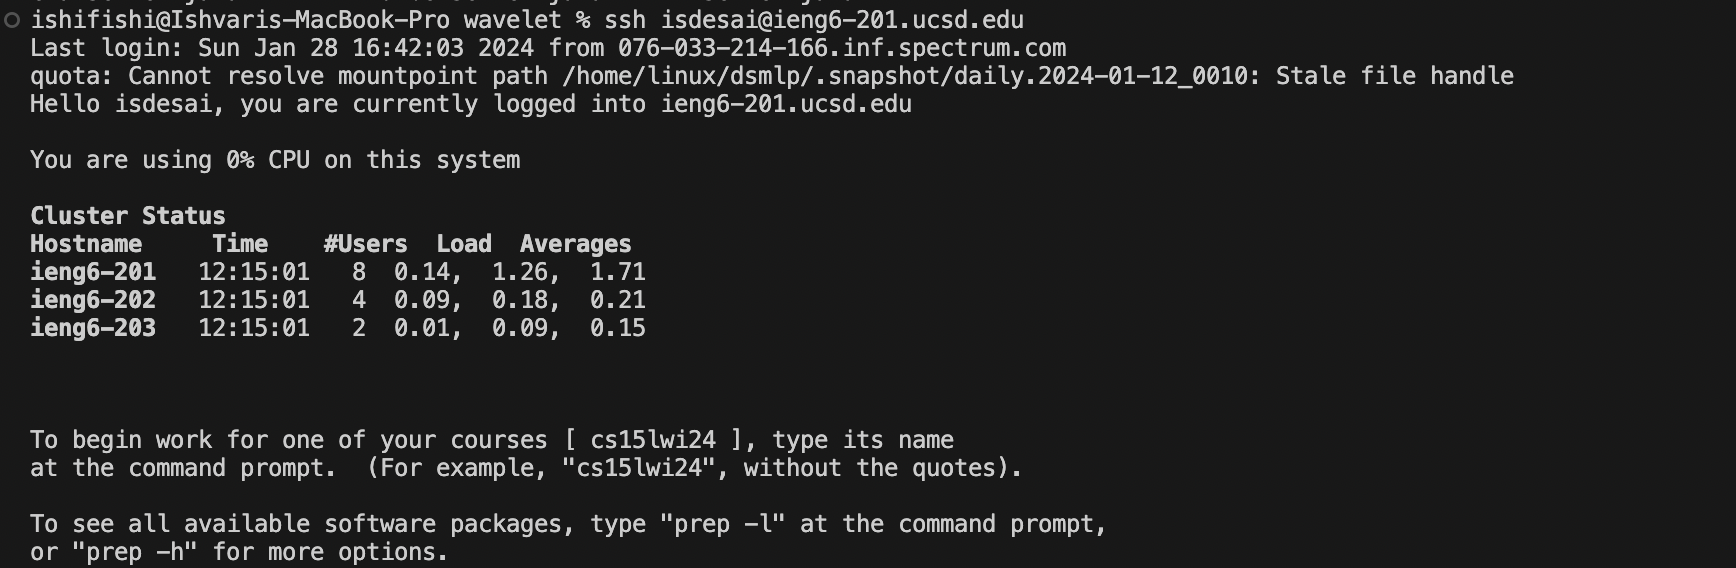 ishifishi@Ishvaris-MacBook-Pro wavelet % ssh isdesai@ieng6-201.ucsd.edu
Last login: Sun Jan 28 16:42:03 2024 from 076-033-214-166.inf.spectrum.com
quota: Cannot resolve mountpoint path /home/linux/dsmlp/.snapshot/daily.2024-01-12_0010: Stale file handle
Hello isdesai, you are currently logged into ieng6-201.ucsd.edu
You are using 0% CPU on this system
Cluster Status
Hostname     Time    #Users  Load  Averages
ieng6-201   12:15:01   8  0.14,  1.26,  1.71
ieng6-202   12:15:01   4  0.09,  0.18,  0.21
ieng6-203   12:15:01   2  0.01,  0.09,  0.15
To begin work for one of your courses [ cs15lwi24 ], type its name
at the command prompt.  (For example, "cs15lwi24", without the quotes).
To see all available software packages, type "prep -l" at the command prompt,
or "prep -h" for more options.